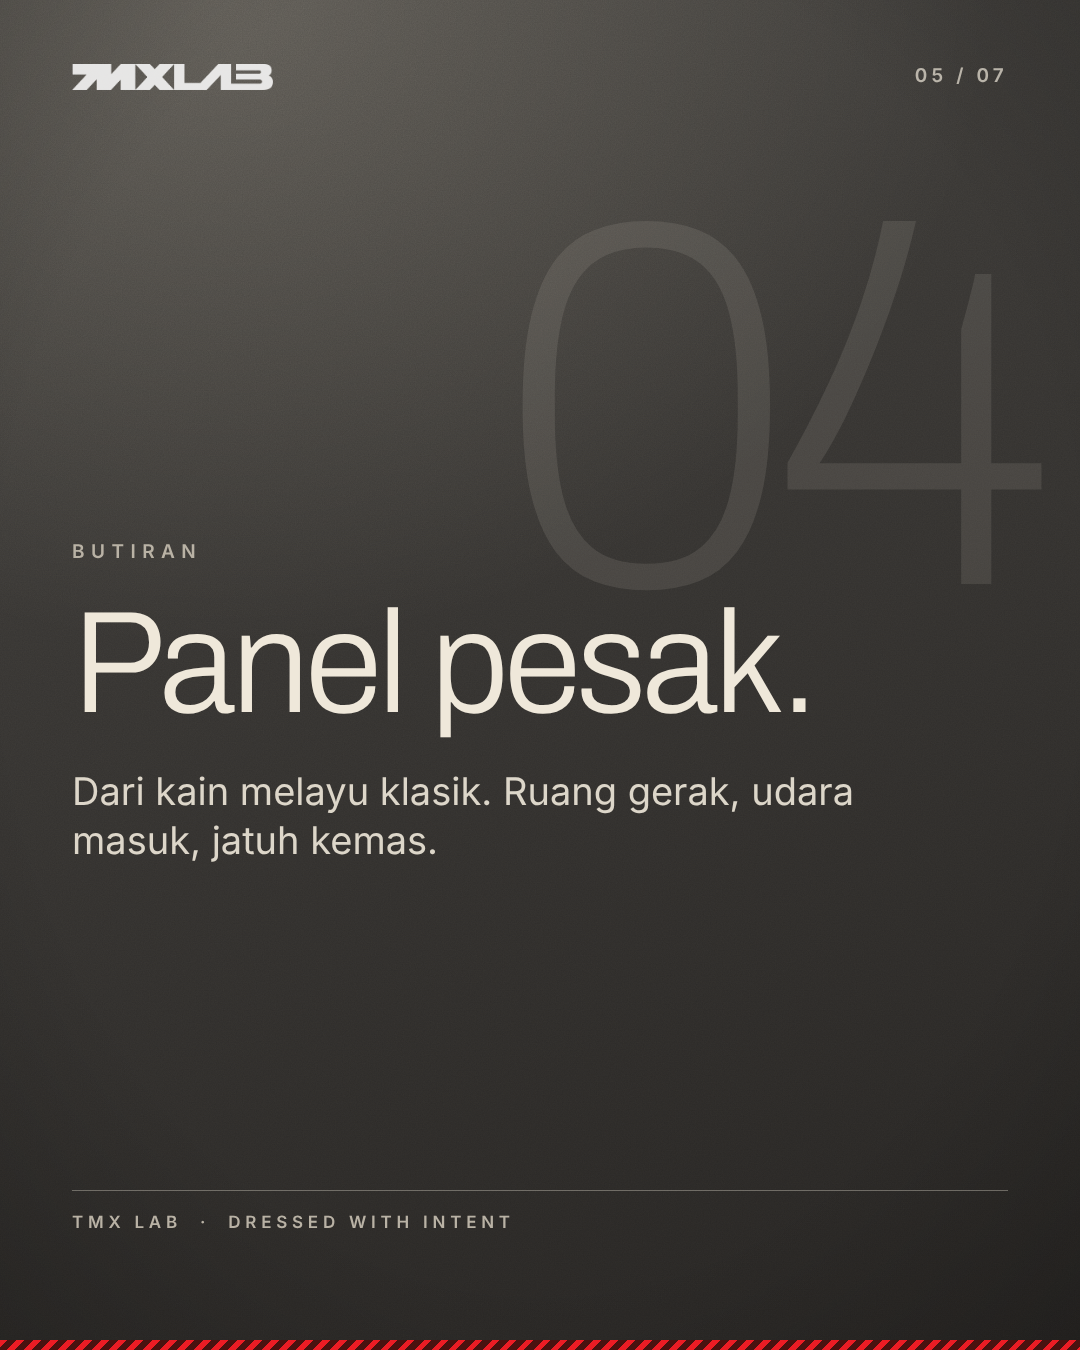 TMXLAB
05 / 07
04
BUTIRAN
Panel pesak.
Dari kain melayu klasik. Ruang gerak, udara
masuk, jatuh kemas.
TMX LAB · DRESSED WITH INTENT